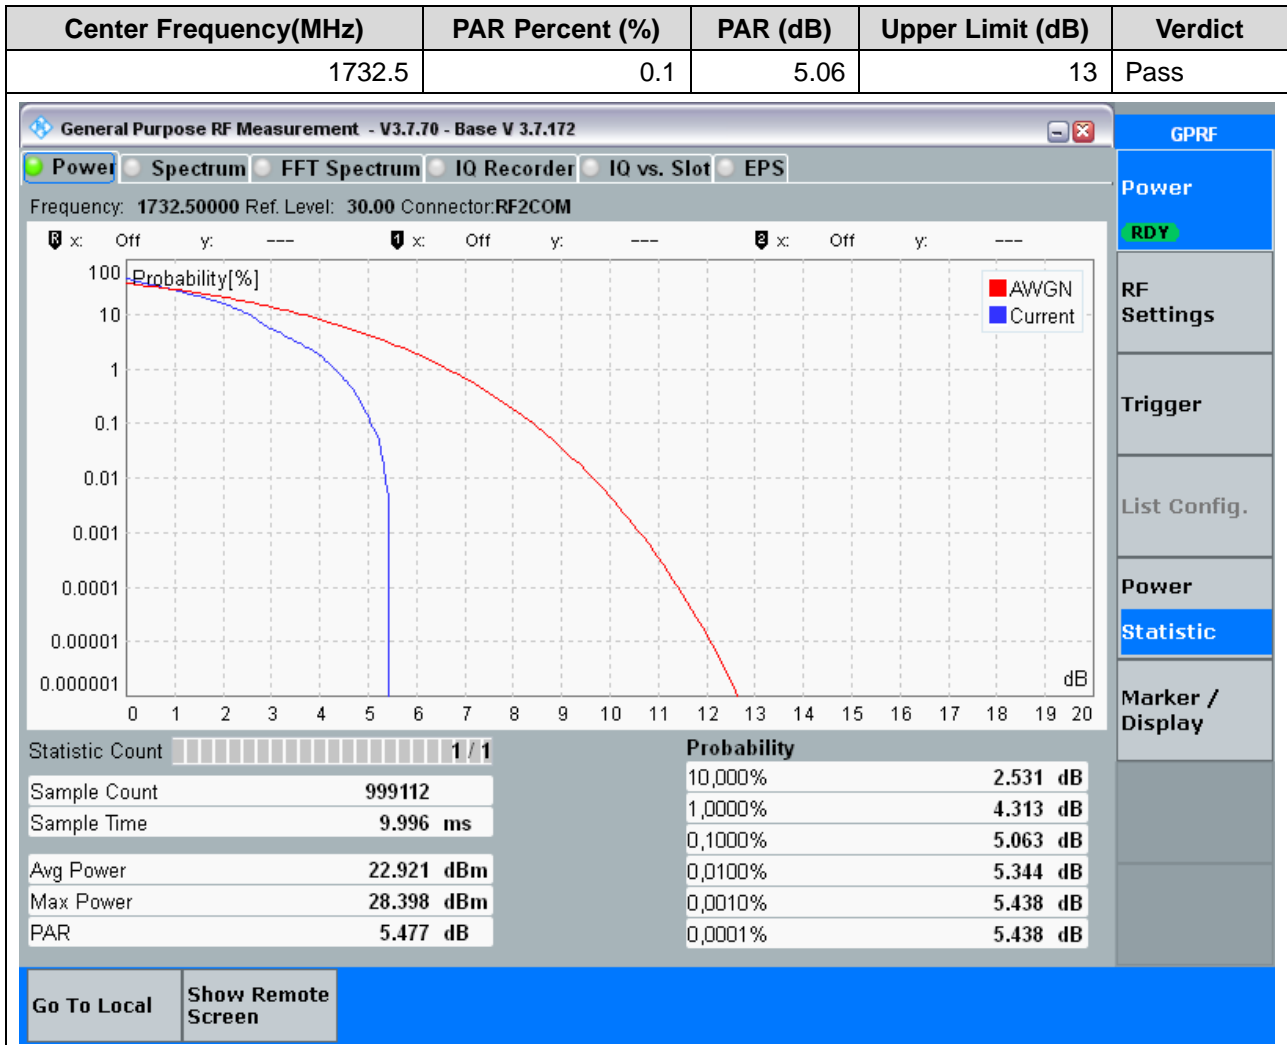 Center Frequency(MHz) PAR Percent (%) PAR (dB) Upper Limit (dB) Verdict
1732.5 0.1 5.06 13 Pass
General Purpose RF Measurement - V3.7.70 - Base V 3.7.172
GPRF
Power Spectrum FFT Spectrum IQ Recorder IQ vs. Slot EPS
Power
RDY
Frequency: 1732.50000 Ref. Level: 30.00 Connector:RF2COM
R x: Off y: --- 1 x: Off y: --- 2 x: Off y: ---
Probability[%]
AWGN
Current
100
10
1
0.1
0.01
0.001
0.0001
0.00001
0.000001
dB
0 1 2 3 4 5 6 7 8 9 10 11 12 13 14 15 16 17 18 19 20
RF
Settings
Trigger
List Config.
Power
Statistic
Marker /
Display
Statistic Count 1 / 1
Sample Count 999112
Sample Time 9.996 ms
Avg Power 22.921 dBm
Max Power 28.398 dBm
PAR 5.477 dB
Probability
10,000% 2.531 dB
1,0000% 4.313 dB
0,1000% 5.063 dB
0,0100% 5.344 dB
0,0010% 5.438 dB
0,0001% 5.438 dB
Go To Local
Show Remote
Screen